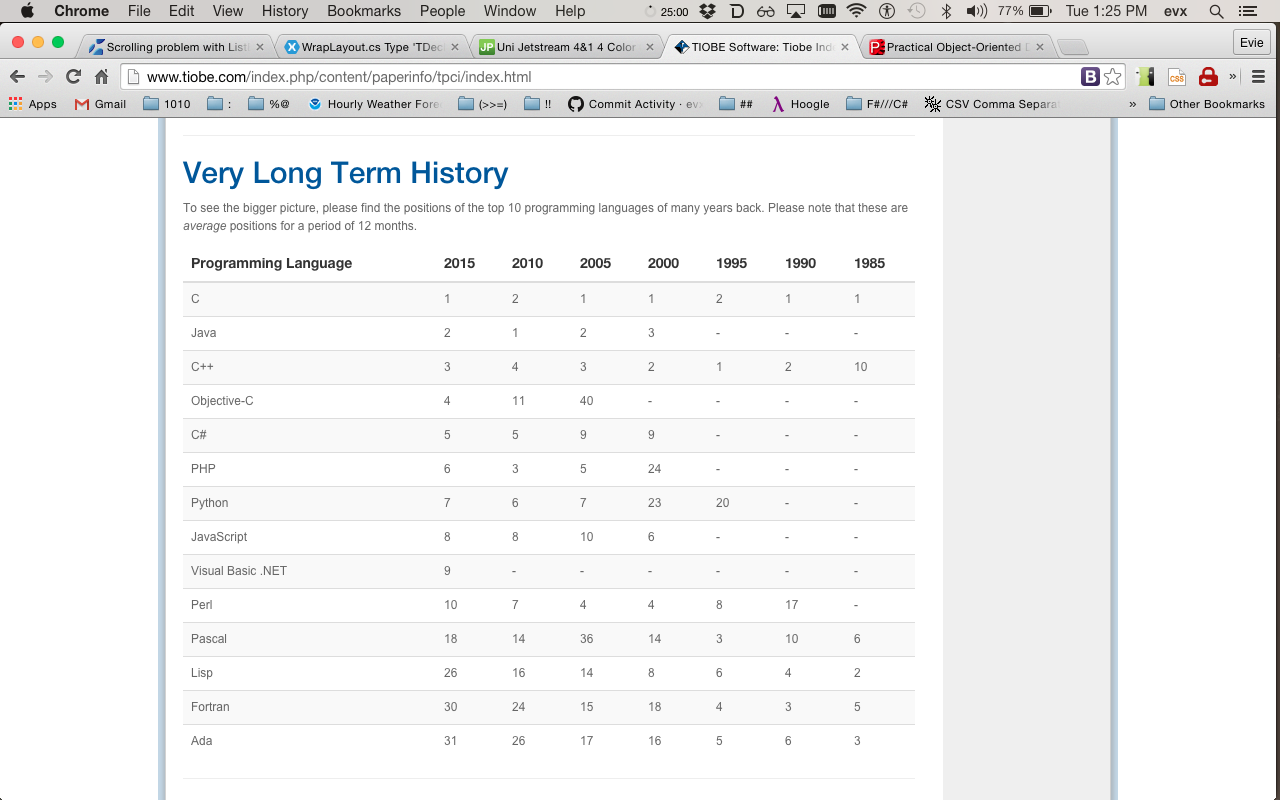 Chrome File Edit View History Bookmarks People Window Help 25:00 77% Tue 1:25 PM evx
Scrolling problem with List WrapLayout.cs Type 'TDec Uni Jetstream 4&1 4 Color TIOBE Software: Tiobe Ind Practical Object-Oriented D Evie
www.tiobe.com/index.php/content/paperinfo/tpci/index.html
Apps Gmail 1010 : %@ Hourly Weather Fore (>>=) !! Commit Activity · ev ## Hoogle F#///C# CSV Comma Separa » Other Bookmarks
Very Long Term History
To see the bigger picture, please find the positions of the top 10 programming languages of many years back. Please note that these are
average positions for a period of 12 months.
Programming Language 2015 2010 2005 2000 1995 1990 1985
C 1 2 1 1 2 1 1
Java 2 1 2 3 - - -
C++ 3 4 3 2 1 2 10
Objective-C 4 11 40 - - - -
C# 5 5 9 9 - - -
PHP 6 3 5 24 - - -
Python 7 6 7 23 20 - -
JavaScript 8 8 10 6 - - -
Visual Basic .NET 9 - - - - - -
Perl 10 7 4 4 8 17 -
Pascal 18 14 36 14 3 10 6
Lisp 26 16 14 8 6 4 2
Fortran 30 24 15 18 4 3 5
Ada 31 26 17 16 5 6 3